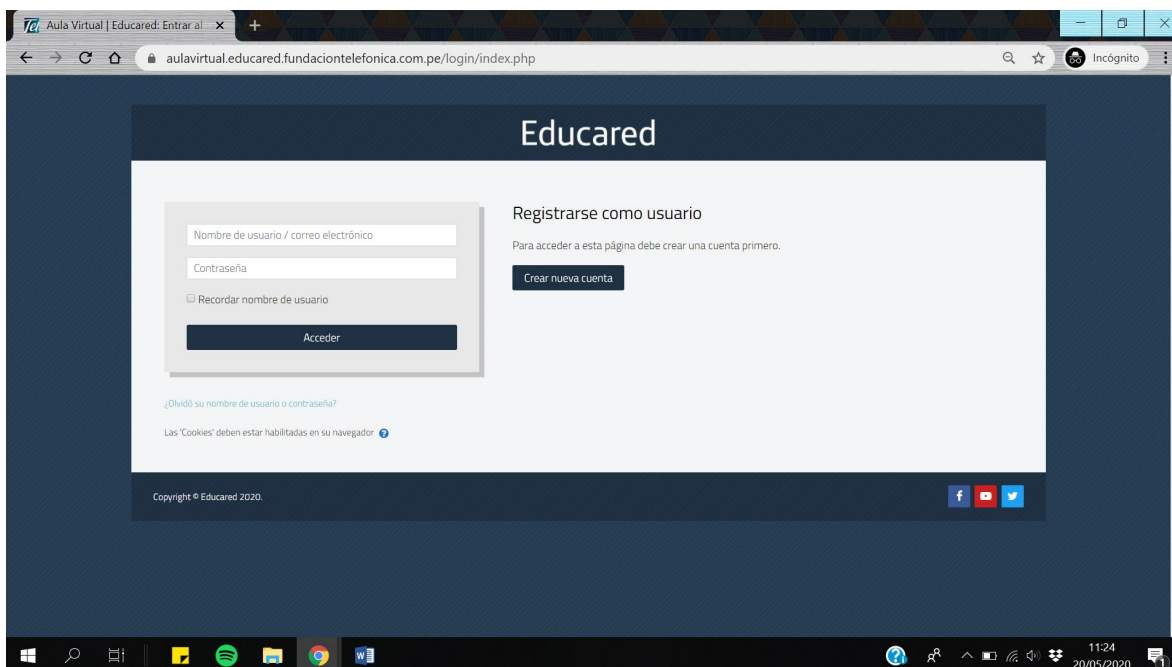 Aula Virtual | Educared: Entrar al
aulavirtual.educared.fundaciontelefonica.com.pe/login/index.php
Incógnito
Educared
Nombre de usuario / correo electrónico
Contraseña
Recordar nombre de usuario
Acceder
¿Olvidó su nombre de usuario o contraseña?
Las 'Cookies' deben estar habilitadas en su navegador
Registrarse como usuario
Para acceder a esta página debe crear una cuenta primero.
Crear nueva cuenta
Copyright © Educared 2020.
11:24
20/05/2020